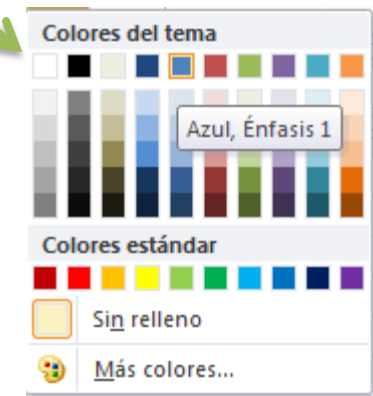 Colores del tema
Azul, Énfasis 1
Colores estándar
Sin relleno
Más colores...